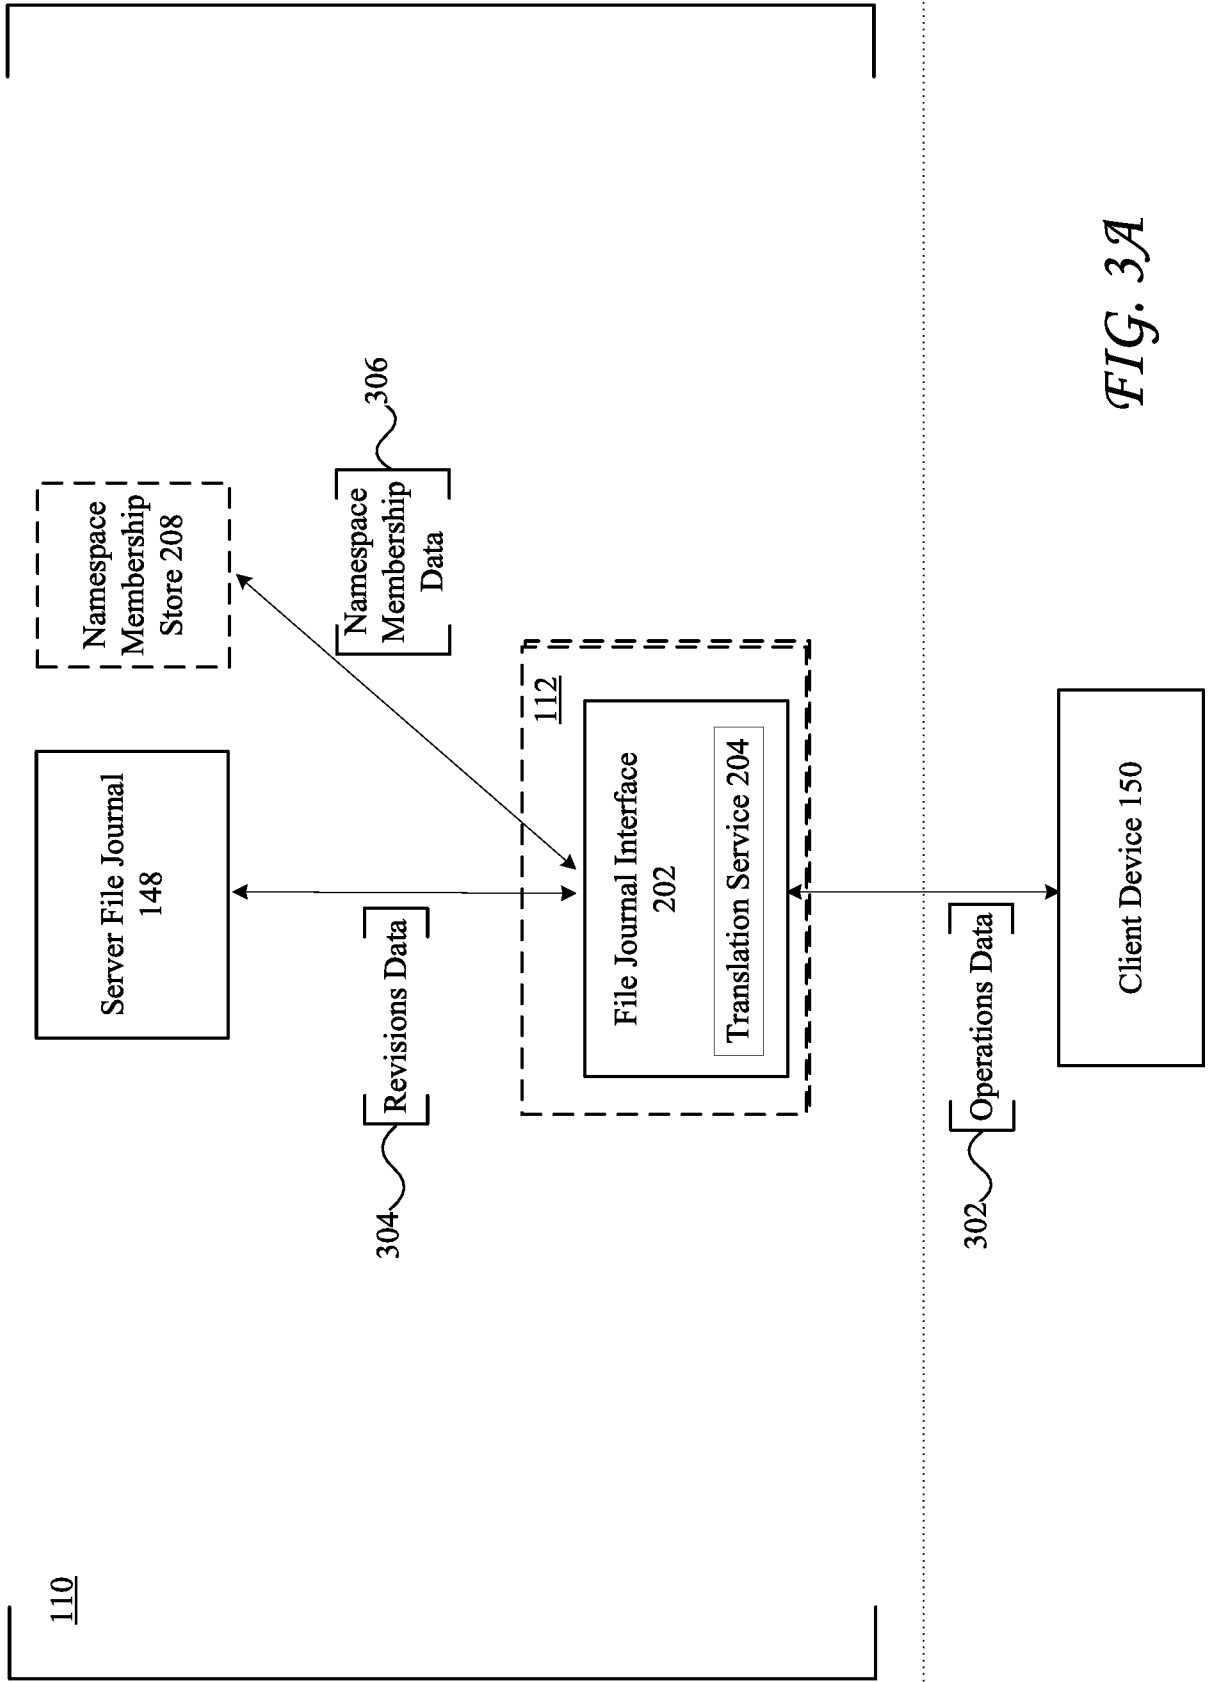 110
Server File Journal
148
Namespace
Membership
Store 208
304
Revisions Data
Namespace
Membership
Data
306
112
File Journal Interface
202
Translation Service 204
302
Operations Data
Client Device 150
FIG. 3A